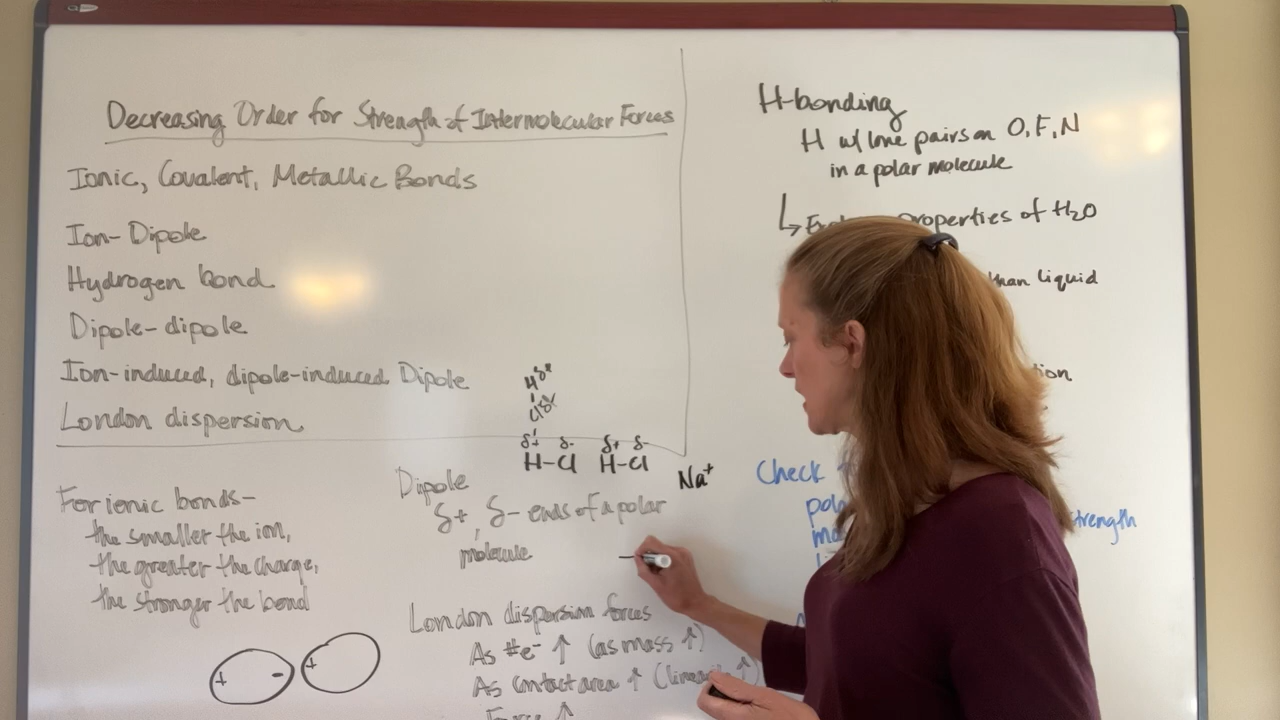 Decreasing Order for Strength of Intermolecular Forces
Ionic, Covalent, Metallic Bonds
Ion-Dipole
Hydrogen bond
Dipole-dipole
Ion-induced, dipole-induced Dipole
London dispersion
For ionic bonds-
the smaller the ion,
the greater the charge,
the stronger the bond
+ - +
H
Cl
δ+ δ- δ+ δ-
H-Cl H-Cl
Na+
Dipole
δ+, δ- ends of a polar
molecule
London dispersion forces
As #e- ↑ (as mass ↑)
As contact area ↑ ↑)
Force ↑
H-bonding
H w/ lone pairs on O, F, N
in a polar molecule
↳ properties of H2O
than liquid
Check
strength